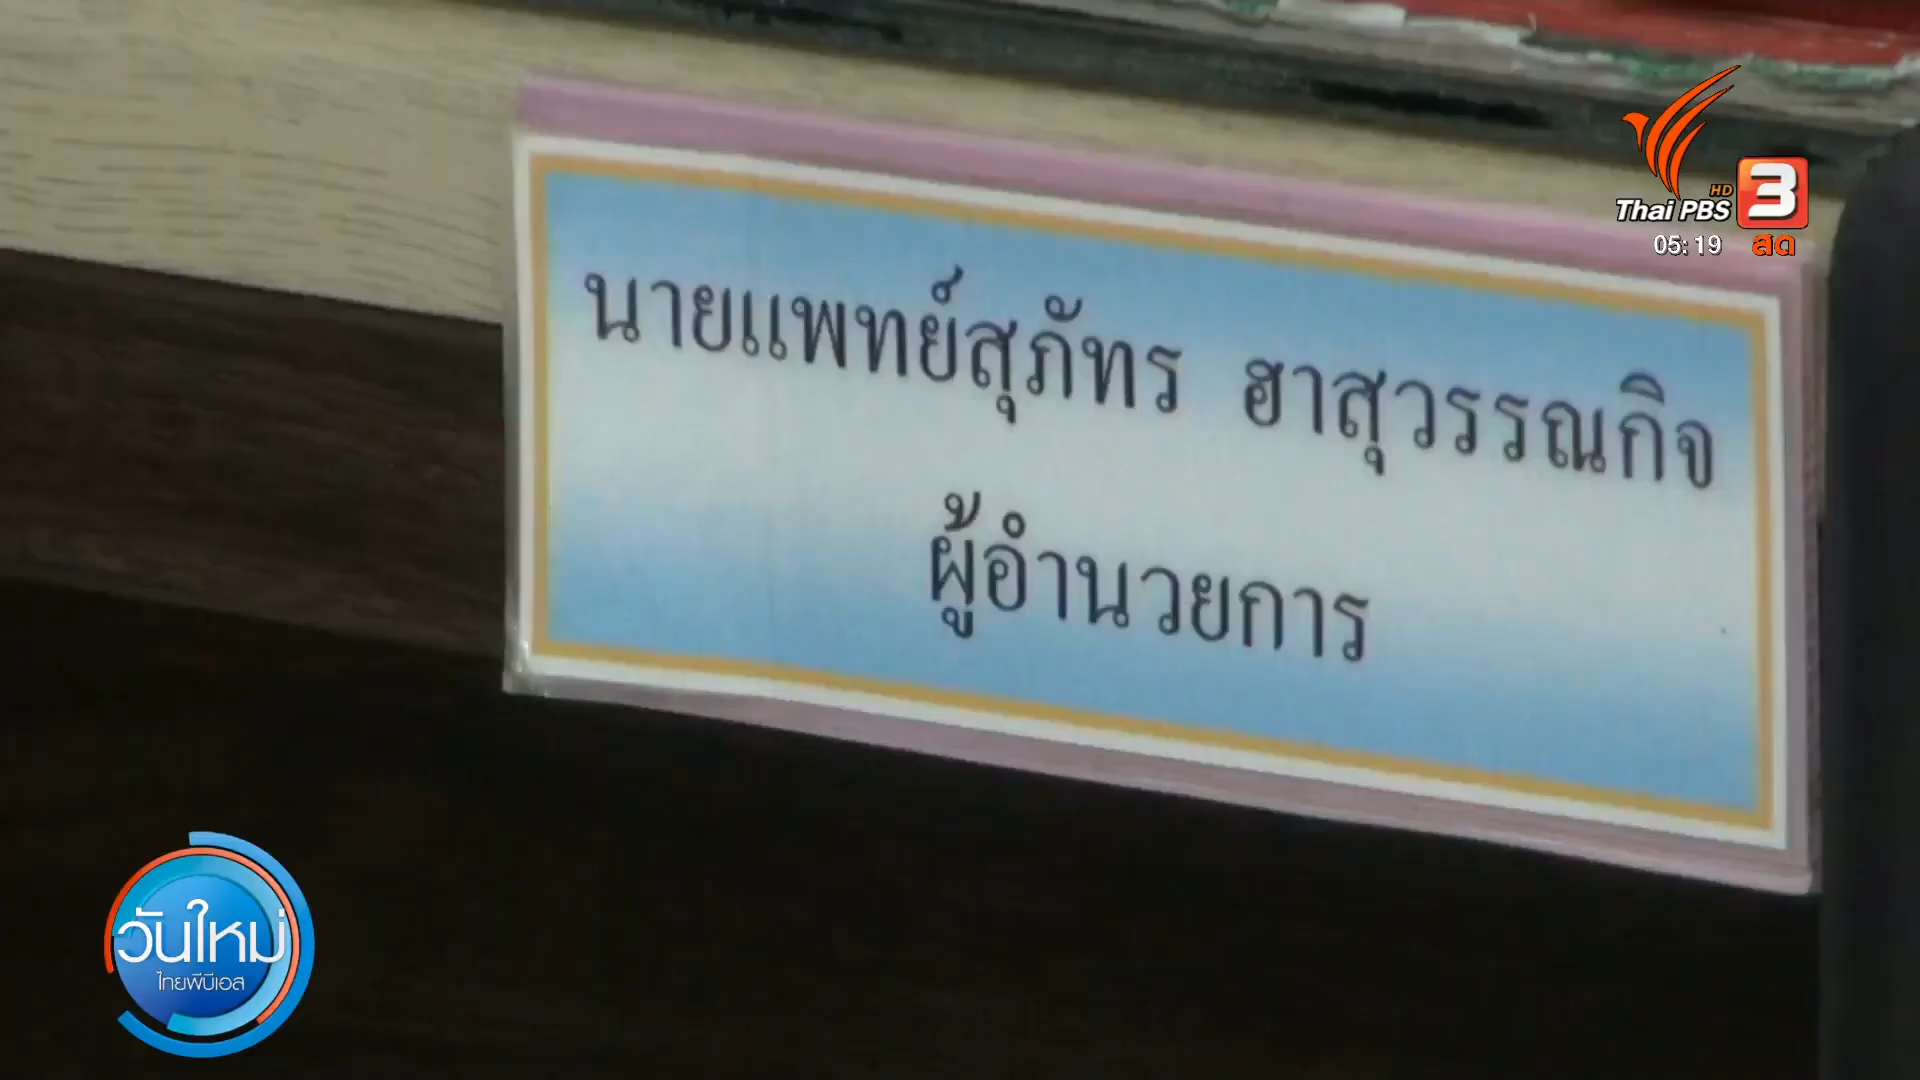 HD
Thai PBS 3
05:19 สด
นายแพทย์สุภัทร ฮาสุวรรณกิจ
ผู้อำนวยการ
วันใหม่
ไทยพีบีเอส